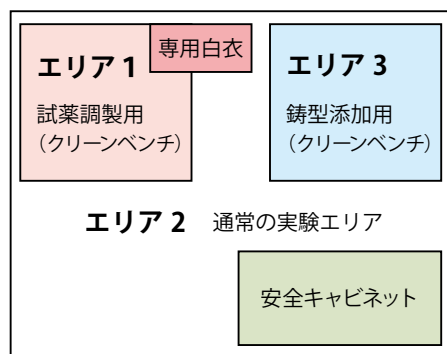 エリア 1
専用白衣
試薬調製用
（クリーンベンチ）
エリア 3
鋳型添加用
（クリーンベンチ）
エリア 2 通常の実験エリア
安全キャビネット